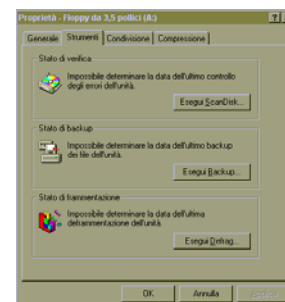 Proprietà - Floppy da 3,5 pollici (A:)
Generale Strumenti Condivisione Compressione
Stato di verifica
Impossibile determinare la data dell'ultimo controllo
degli errori dell'unità.
Esegui ScanDisk...
Stato di backup
Impossibile determinare la data dell'ultimo backup
dei file dell'unità.
Esegui Backup...
Stato di frammentazione
Impossibile determinare la data dell'ultima
deframmentazione dell'unità.
Esegui Defrag...
OK Annulla Applica